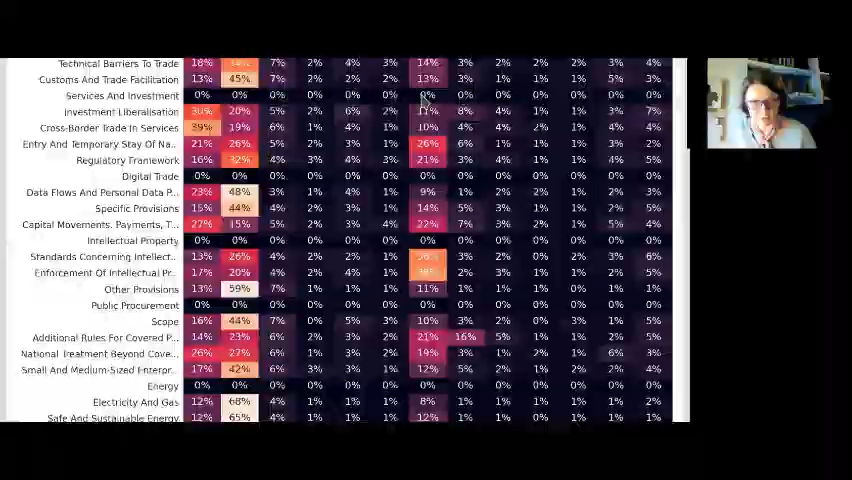 Technical Barriers To Trade 18% 7% 2% 4% 3% 14% 3% 2% 2% 2% 3% 4%
Customs And Trade Facilitation 13% 45% 7% 2% 2% 2% 13% 3% 1% 1% 1% 5% 3%
Services And Investment 0% 0% 0% 0% 0% 0% 0% 0% 0% 0% 0% 0% 0%
Investment Liberalisation 30% 20% 5% 2% 6% 2% 11% 8% 4% 1% 1% 3% 7%
Cross-Border Trade In Services 39% 19% 6% 1% 4% 1% 10% 4% 4% 2% 1% 4% 4%
Entry And Temporary Stay Of Na... 21% 26% 5% 2% 3% 1% 26% 6% 1% 1% 1% 3% 2%
Regulatory Framework 16% 32% 4% 3% 4% 3% 21% 3% 4% 1% 1% 4% 5%
Digital Trade 0% 0% 0% 0% 0% 0% 0% 0% 0% 0% 0% 0% 0%
Data Flows And Personal Data P... 23% 48% 3% 1% 4% 1% 9% 1% 2% 2% 1% 2% 3%
Specific Provisions 15% 44% 4% 2% 3% 1% 14% 5% 3% 1% 1% 2% 5%
Capital Movements, Payments, T... 27% 15% 5% 2% 3% 4% 22% 7% 3% 2% 1% 5% 4%
Intellectual Property 0% 0% 0% 0% 0% 0% 0% 0% 0% 0% 0% 0% 0%
Standards Concerning Intellect... 13% 26% 4% 2% 2% 1% 3% 2% 0% 2% 3% 6%
Enforcement Of Intellectual Pr... 17% 20% 4% 2% 4% 1% 2% 3% 1% 1% 2% 5%
Other Provisions 13% 59% 7% 1% 1% 1% 11% 1% 1% 1% 0% 1% 1%
Public Procurement 0% 0% 0% 0% 0% 0% 0% 0% 0% 0% 0% 0% 0%
Scope 16% 44% 7% 0% 5% 3% 10% 3% 2% 0% 3% 1% 5%
Additional Rules For Covered P... 14% 23% 6% 2% 3% 2% 21% 16% 5% 1% 1% 2% 5%
National Treatment Beyond Cove... 26% 27% 6% 1% 3% 2% 19% 3% 1% 2% 1% 6% 3%
Small And Medium-Sized Enterpr... 17% 42% 6% 3% 3% 1% 12% 5% 2% 1% 2% 2% 4%
Energy 0% 0% 0% 0% 0% 0% 0% 0% 0% 0% 0% 0% 0%
Electricity And Gas 12% 68% 4% 1% 1% 1% 8% 1% 1% 1% 1% 1% 2%
Safe And Sustainable Energy 12% 65% 4% 1% 1% 1% 12% 1% 1% 0% 1% 1% 1%